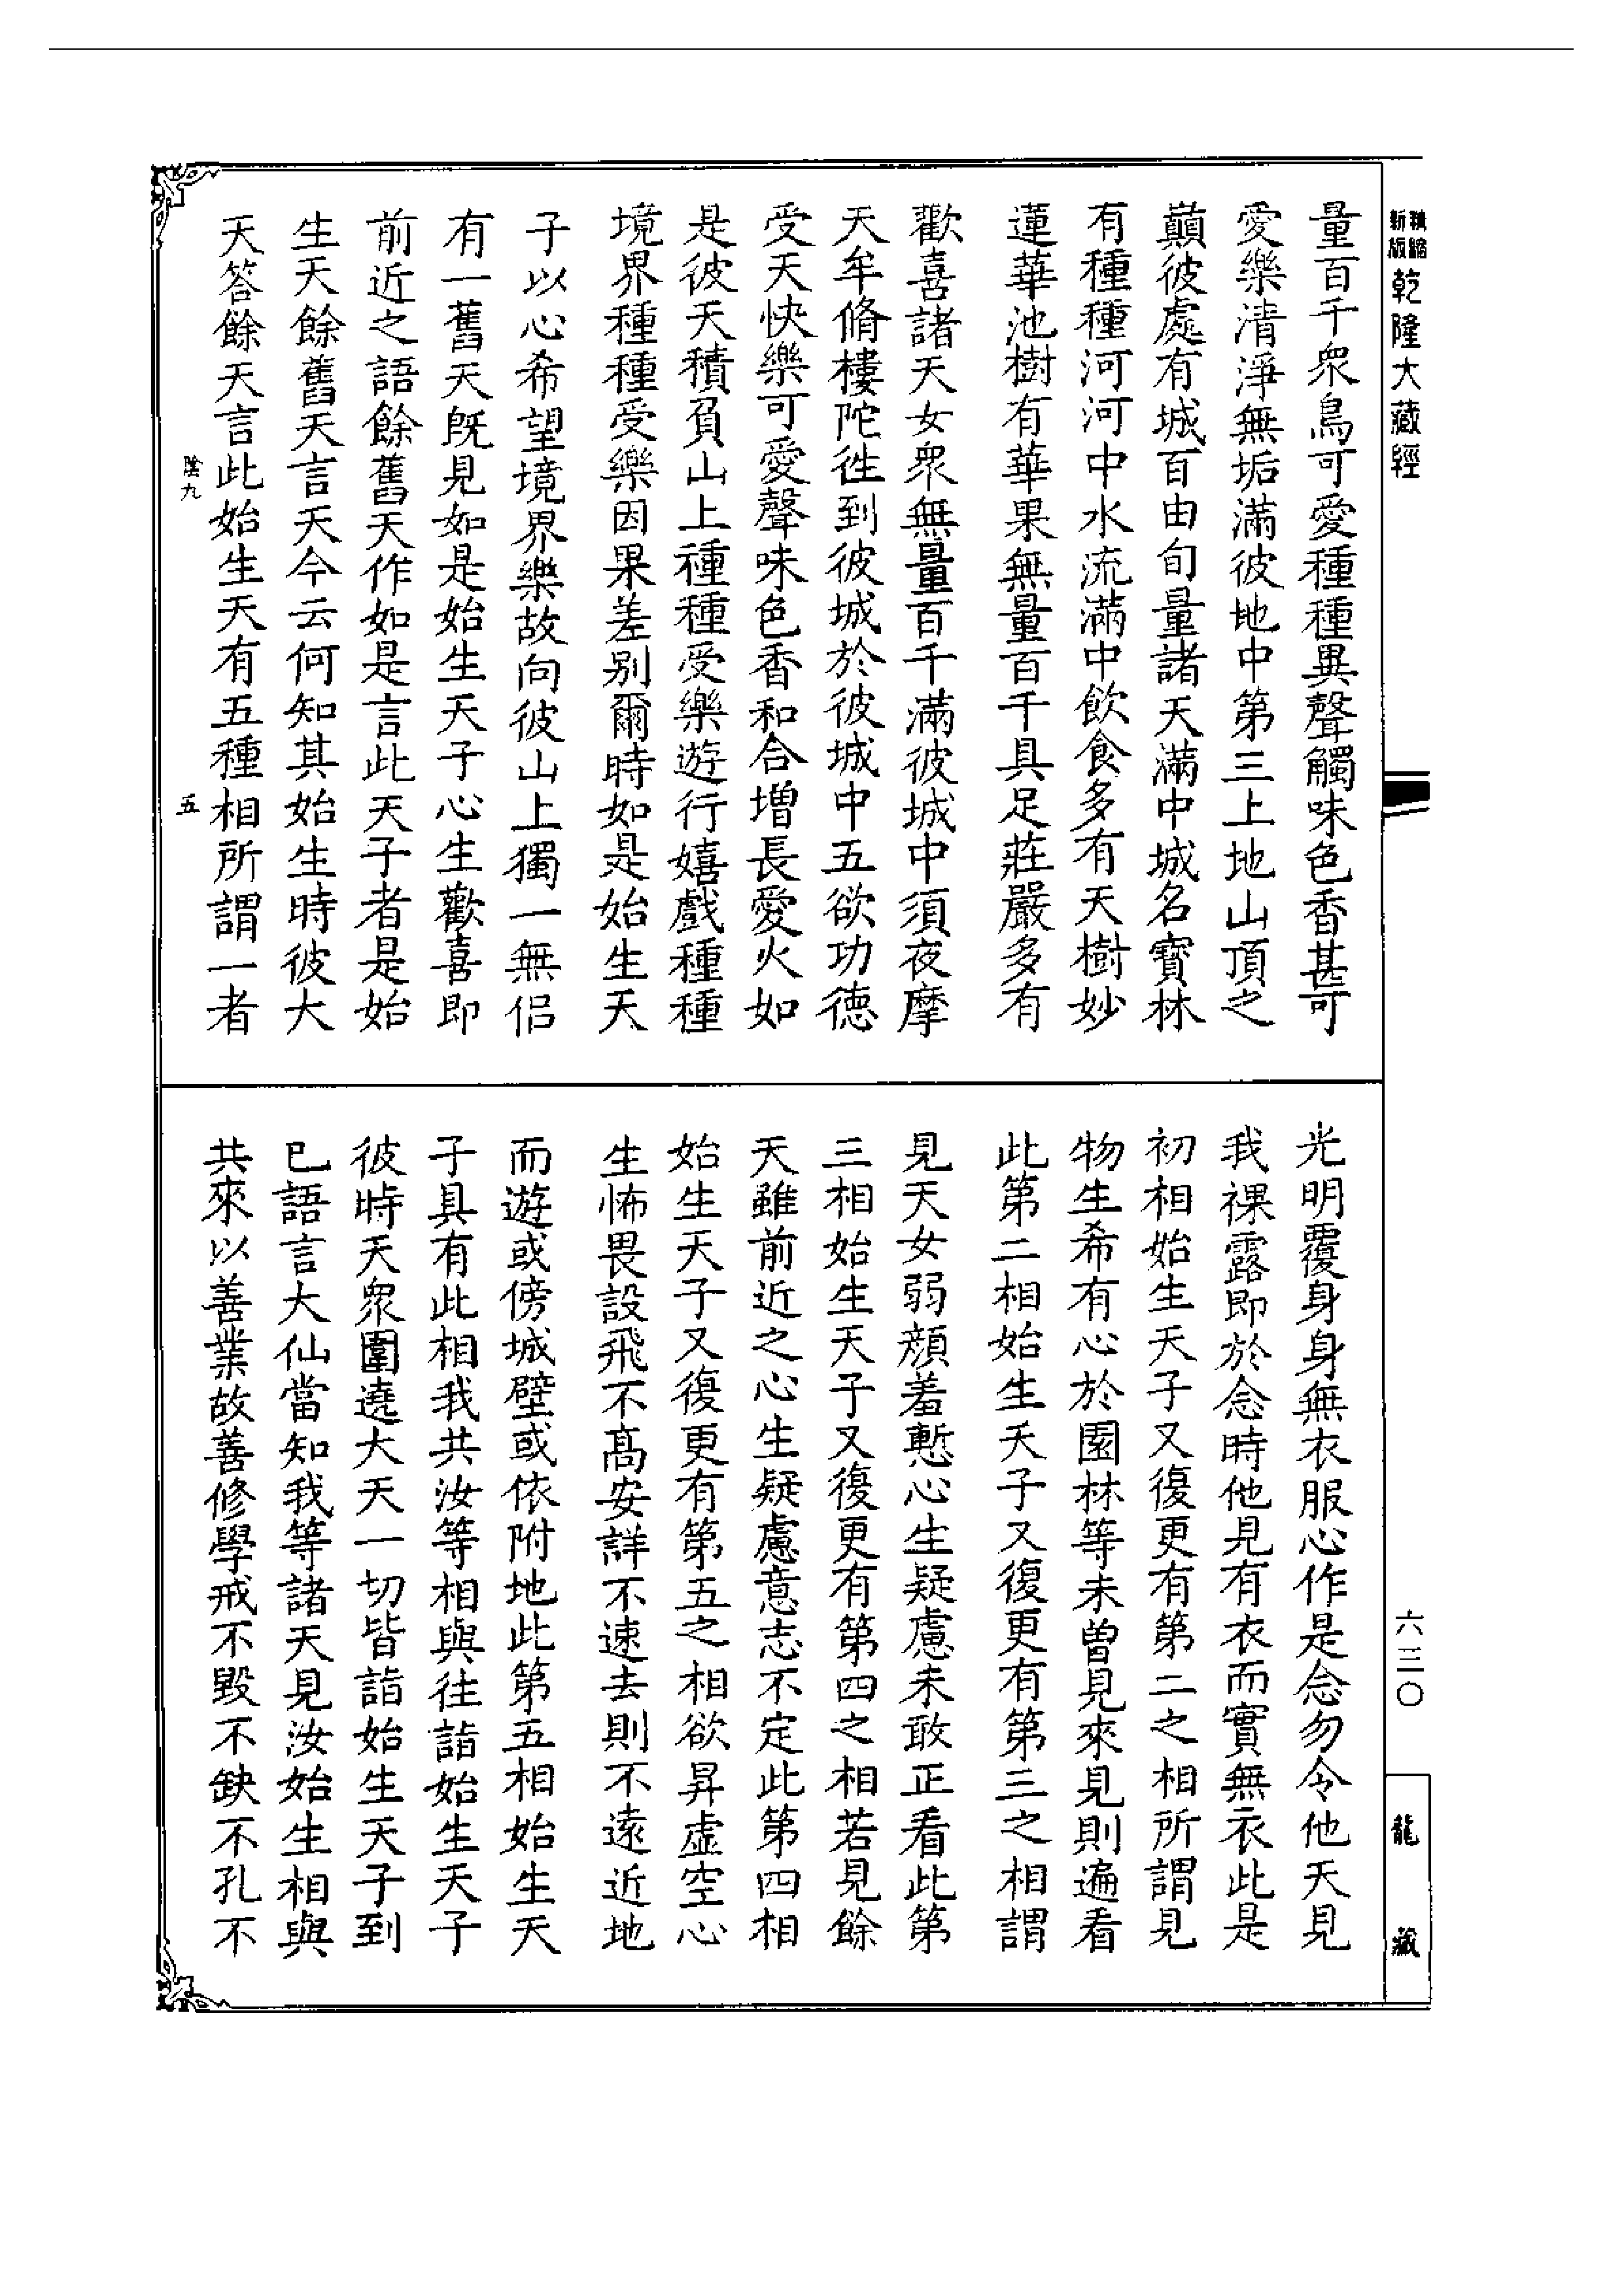 精縮新版乾隆大藏經
量百千眾鳥可愛種種異聲觸味色香甚可
愛樂清淨無垢滿彼地中第三上地山頂之
巔彼處有城百由旬量諸天滿中城名寶林
有種種河河中水流滿中飲食多有天樹妙
蓮華池樹有華果無量百千具足莊嚴多有
歡喜諸天女眾無量百千滿彼城中須夜摩
天牟脩樓陀徃到彼城於彼城中五欲功德
受天快樂可愛聲味色香和合增長愛火如
是彼天積負山上種種受樂遊行嬉戲種種
境界種種受樂因果差別爾時如是始生天
子以心希望境界樂故向彼山上獨一無侶
有一舊天既見如是始生天子心生歡喜即
前近之語餘舊天作如是言此天子者是始
生天餘舊天言天今云何知其始生時彼大
天答餘天言此始生天有五種相所謂一者
陰九 五
光明覆身身無衣服心作是念勿令他天見
我裸露即於念時他見有衣而實無衣此是
初相始生天子又復更有第二之相所謂見
物生希有心於園林等未曾見來見則遍看
此第二相始生天子又復更有第三之相謂
見天女弱顏羞慙心生疑慮未敢正看此第
三相始生天子又復更有第四之相若見餘
天雖前近之心生疑慮意志不定此第四相
始生天子又復更有第五之相欲昇虛空心
生怖畏設飛不高安詳不速去則不遠近地
而遊或傍城壁或依附地此第五相始生天
子具有此相我共汝等相與往詣始生天子
彼時天眾圍遶大天一切皆詣始生天子到
已語言大仙當知我等諸天見汝始生相與
共來以善業故善修學戒不毀不缺不孔不
六三〇
龍藏